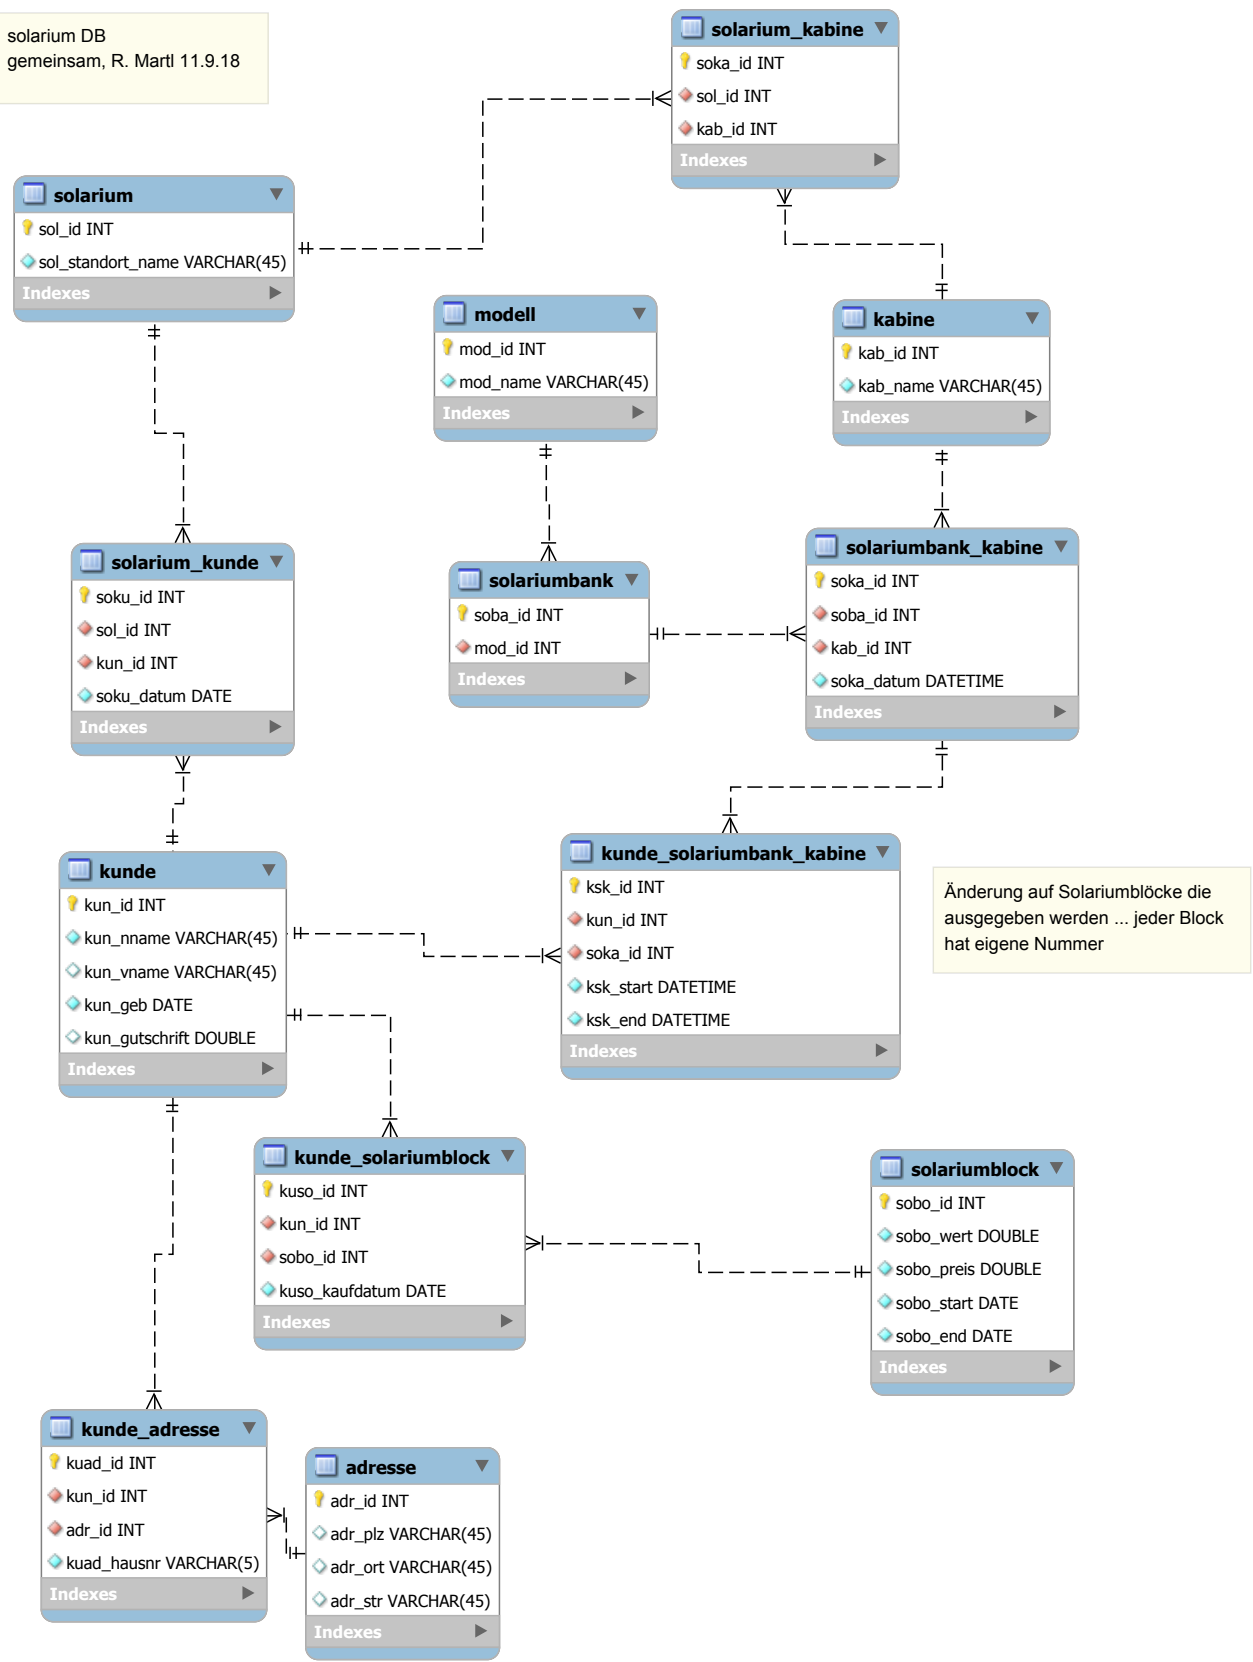 solarium DB
gemeinsam, R. Martl 11.9.18
solarium_kabine
soka_id INT
sol_id INT
kab_id INT
Indexes
solarium
sol_id INT
sol_standort_name VARCHAR(45)
Indexes
modell
mod_id INT
mod_name VARCHAR(45)
Indexes
kabine
kab_id INT
kab_name VARCHAR(45)
Indexes
solarium_kunde
soku_id INT
sol_id INT
kun_id INT
soku_datum DATE
Indexes
solariumbank
soba_id INT
mod_id INT
Indexes
solariumbank_kabine
soka_id INT
soba_id INT
kab_id INT
soka_datum DATETIME
Indexes
kunde
kun_id INT
kun_nname VARCHAR(45)
kun_vname VARCHAR(45)
kun_geb DATE
kun_gutschrift DOUBLE
Indexes
kunde_solariumbank_kabine
ksk_id INT
kun_id INT
soka_id INT
ksk_start DATETIME
ksk_end DATETIME
Indexes
Änderung auf Solariumblöcke die
ausgegeben werden ... jeder Block
hat eigene Nummer
kunde_solariumblock
kuso_id INT
kun_id INT
sobo_id INT
kuso_kaufdatum DATE
Indexes
solariumblock
sobo_id INT
sobo_wert DOUBLE
sobo_preis DOUBLE
sobo_start DATE
sobo_end DATE
Indexes
kunde_adresse
kuad_id INT
kun_id INT
adr_id INT
kuad_hausnr VARCHAR(5)
Indexes
adresse
adr_id INT
adr_plz VARCHAR(45)
adr_ort VARCHAR(45)
adr_str VARCHAR(45)
Indexes